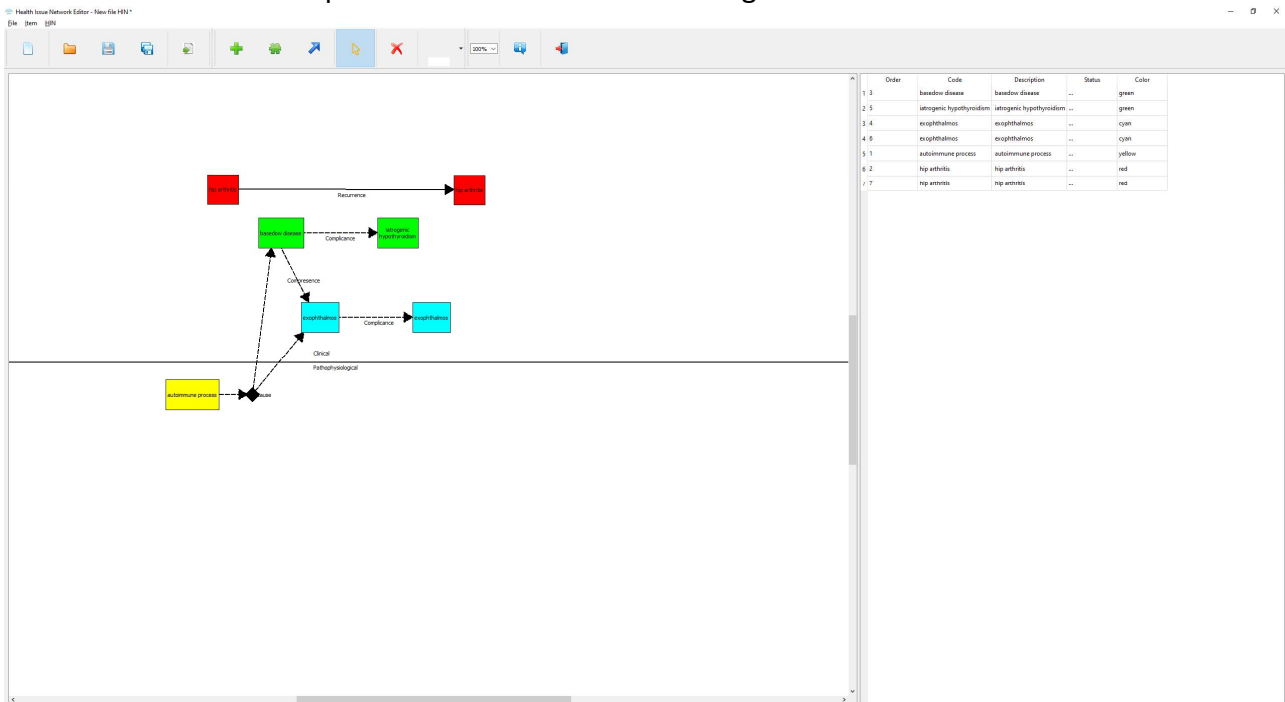 Health Issue Network Editor - New file HIN *
File Item HIN
100%
Order Code Description Status Color
1 3 basedow disease basedow disease ... green
2 5 iatrogenic hypothyroidism iatrogenic hypothyroidism ... green
3 4 exophthalmos exophthalmos ... cyan
4 6 exophthalmos exophthalmos ... cyan
5 1 autoimmune process autoimmune process ... yellow
6 2 hip arthritis hip arthritis ... red
7 7 hip arthritis hip arthritis ... red
hip arthritis
Recurrence
hip arthritis
basedow disease
Complicance
iatrogenic
hypothyroidism
Compresence
exophthalmos
Complicance
exophthalmos
Clinical
Pathophysiological
autoimmune process
ause